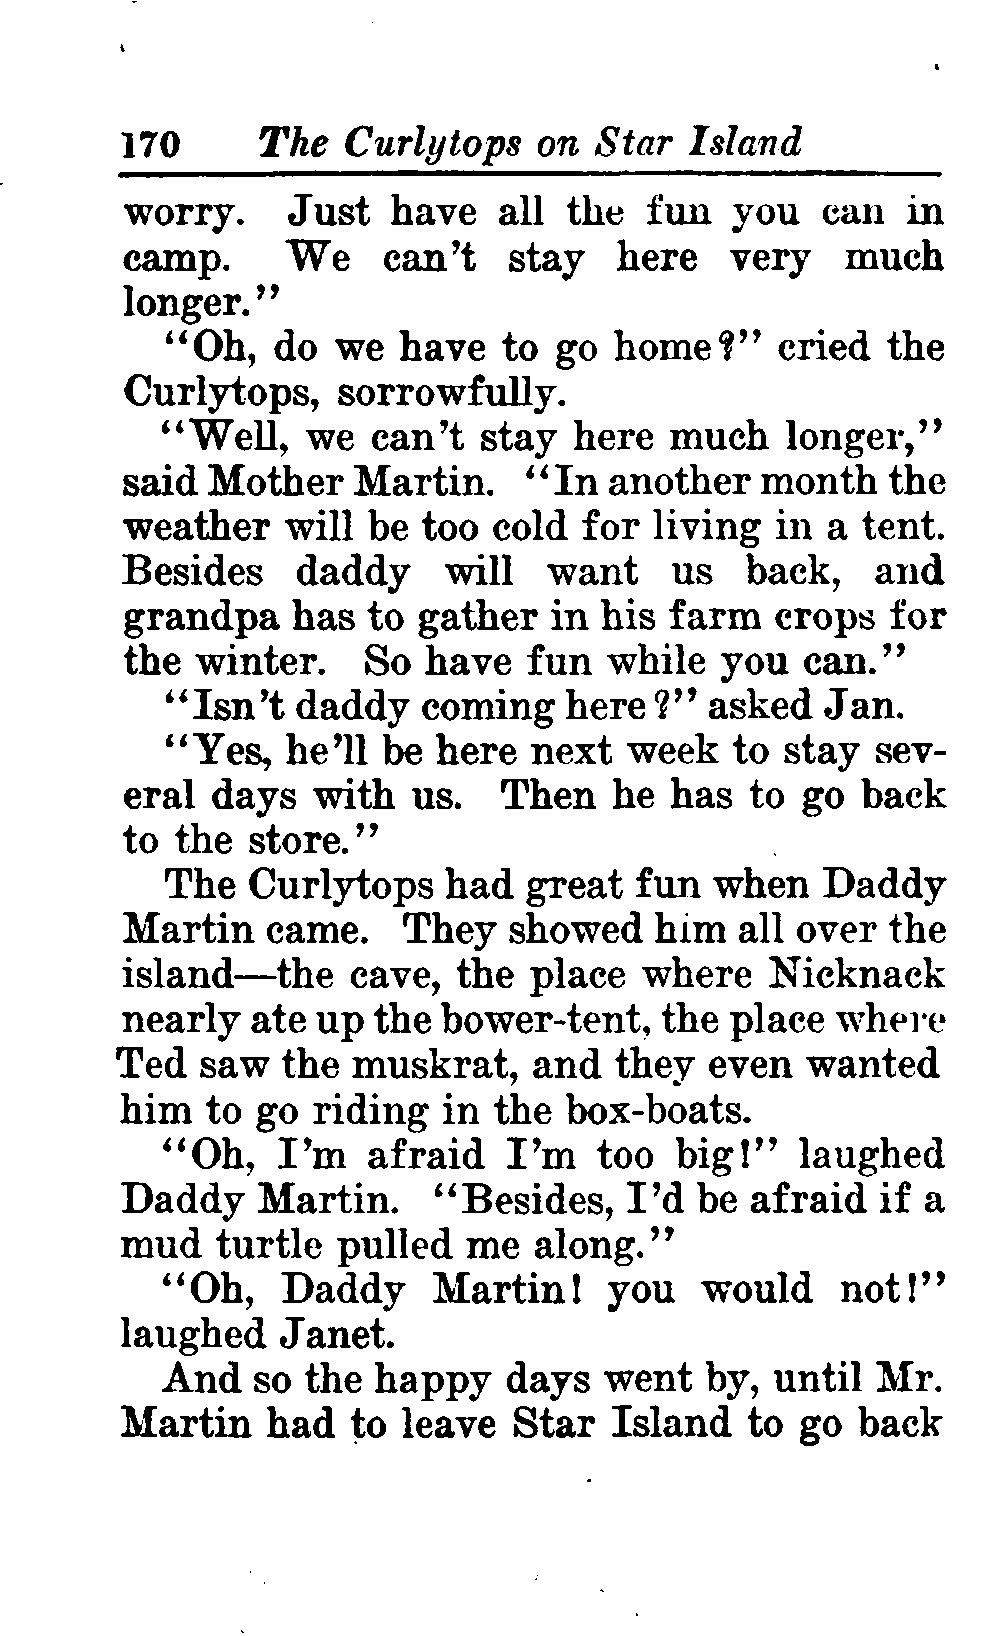 170 The Curlytops on Star Island
worry. Just have all the fun you can in
camp. We can't stay here very much
longer."
"Oh, do we have to go home?" cried the
Curlytops, sorrowfully.
"Well, we can't stay here much longer,"
said Mother Martin. "In another month the
weather will be too cold for living in a tent.
Besides daddy will want us back, and
grandpa has to gather in his farm crops for
the winter. So have fun while you can."
"Isn't daddy coming here?" asked Jan.
"Yes, he'll be here next week to stay sev-
eral days with us. Then he has to go back
to the store."
The Curlytops had great fun when Daddy
Martin came. They showed him all over the
island—the cave, the place where Nicknack
nearly ate up the bower-tent, the place where
Ted saw the muskrat, and they even wanted
him to go riding in the box-boats.
"Oh, I'm afraid I'm too big!" laughed
Daddy Martin. "Besides, I'd be afraid if a
mud turtle pulled me along."
"Oh, Daddy Martin! you would not!"
laughed Janet.
And so the happy days went by, until Mr.
Martin had to leave Star Island to go back